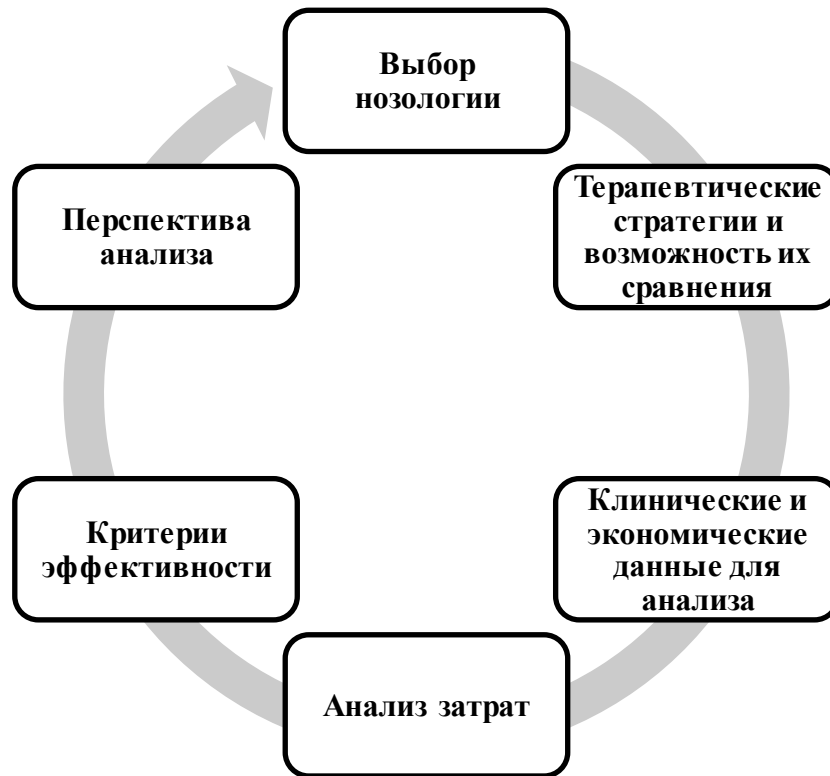 Выбор
нозологии
Терапевтические
стратегии и
возможность их
сравнения
Клинические и
экономические
данные для
анализа
Анализ затрат
Критерии
эффективности
Перспектива
анализа